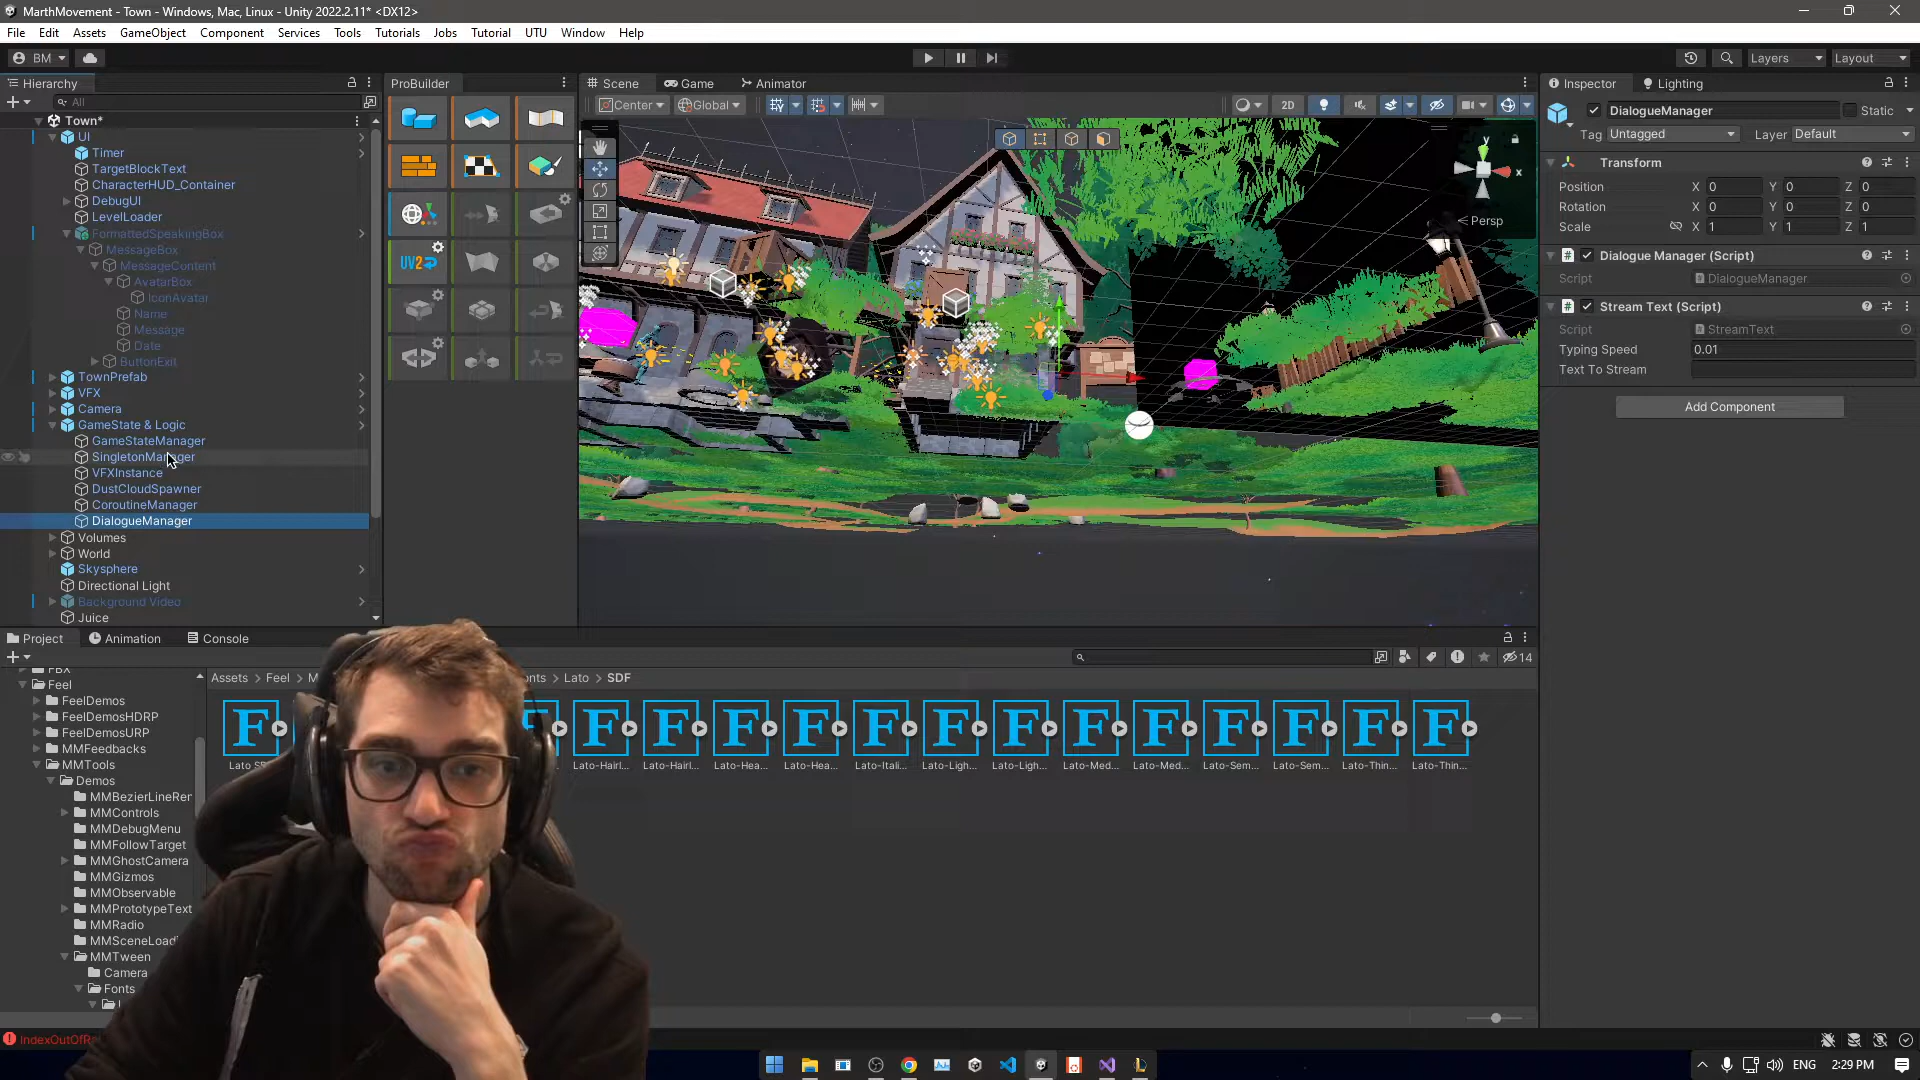 MarthMovement - Town - Windows, Mac, Linux - Unity 2022.2.11* <DX12>
File Edit Assets GameObject Component Services Tools Tutorials Jobs Tutorial UTU Window Help
BM
Layers
Layout
Hierarchy
All
Town*
UI
Timer
TargetBlockText
CharacterHUD_Container
DebugUI
LevelLoader
FormattedSpeakingBox
MessageBox
MessageContent
AvatarBox
IconAvatar
Name
Message
Date
ButtonExit
TownPrefab
VFX
Camera
GameState & Logic
GameStateManager
SingletonManager
VFXInstance
DustCloudSpawner
CoroutineManager
DialogueManager
Volumes
World
Skysphere
Directional Light
Background Video
Juice
ProBuilder
UV2
Scene
Game
Animator
Center
Global
2D
y
x
Persp
Inspector
Lighting
DialogueManager
Static
Tag Untagged
Layer Default
Transform
Position X 0 Y 0 Z 0
Rotation X 0 Y 0 Z 0
Scale X 1 Y 1 Z 1
Dialogue Manager (Script)
Script DialogueManager
Stream Text (Script)
Script StreamText
Typing Speed 0.01
Text To Stream
Add Component
Project
Animation
Console
14
FBX
Feel
FeelDemos
FeelDemosHDRP
FeelDemosURP
MMFeedbacks
MMTools
Demos
MMBezierLineRer
MMControls
MMDebugMenu
MMFollowTarget
MMGhostCamera
MMGizmos
MMObservable
MMPrototypeText
MMRadio
MMSceneLoadi
MMTween
Camera
Fonts
Assets > Feel > M
onts > Lato > SDF
Lato S
Lato-Hairl...
Lato-Hairl...
Lato-Hea...
Lato-Hea...
Lato-Itali...
Lato-Ligh...
Lato-Ligh...
Lato-Med...
Lato-Med...
Lato-Sem...
Lato-Sem...
Lato-Thin...
Lato-Thin...
IndexOutOfR
ENG
2:29 PM